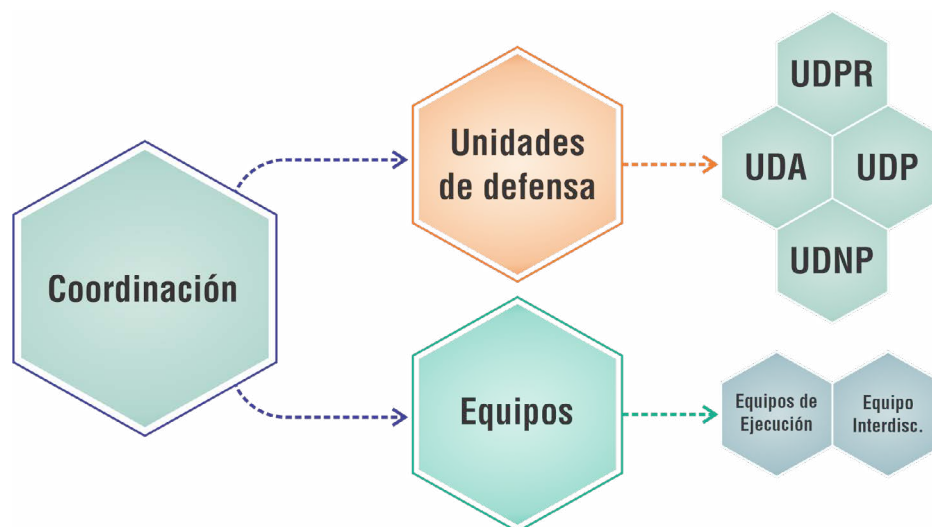 Coordinación
Unidades
de defensa
UDPR
UDA
UDP
UDNP
Equipos
Equipos de
Ejecución
Equipo
Interdisc.